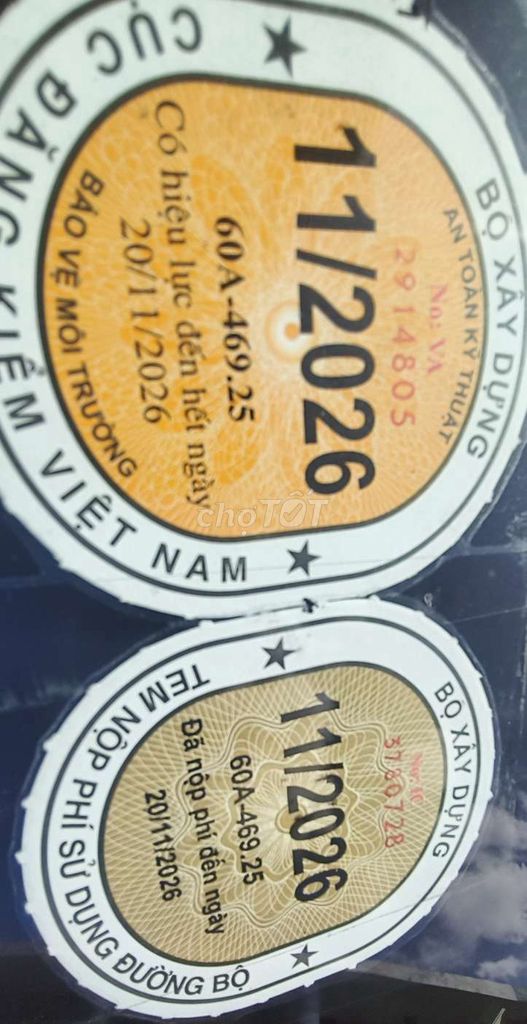 BỘ XÂY DỰNG
AN TOÀN KỸ THUẬT
No: VA
2914805
11/2026
60A-469.25
Có hiệu lực đến hết ngày
20/11/2026
BẢO VỆ MÔI TRƯỜNG
CỤC ĐĂNG KIỂM VIỆT NAM
chợTỐT
BỘ XÂY DỰNG
3780728
11/2026
60A-469.25
Đã nộp phí đến ngày
20/11/2026
TEM NỘP PHÍ SỬ DỤNG ĐƯỜNG BỘ